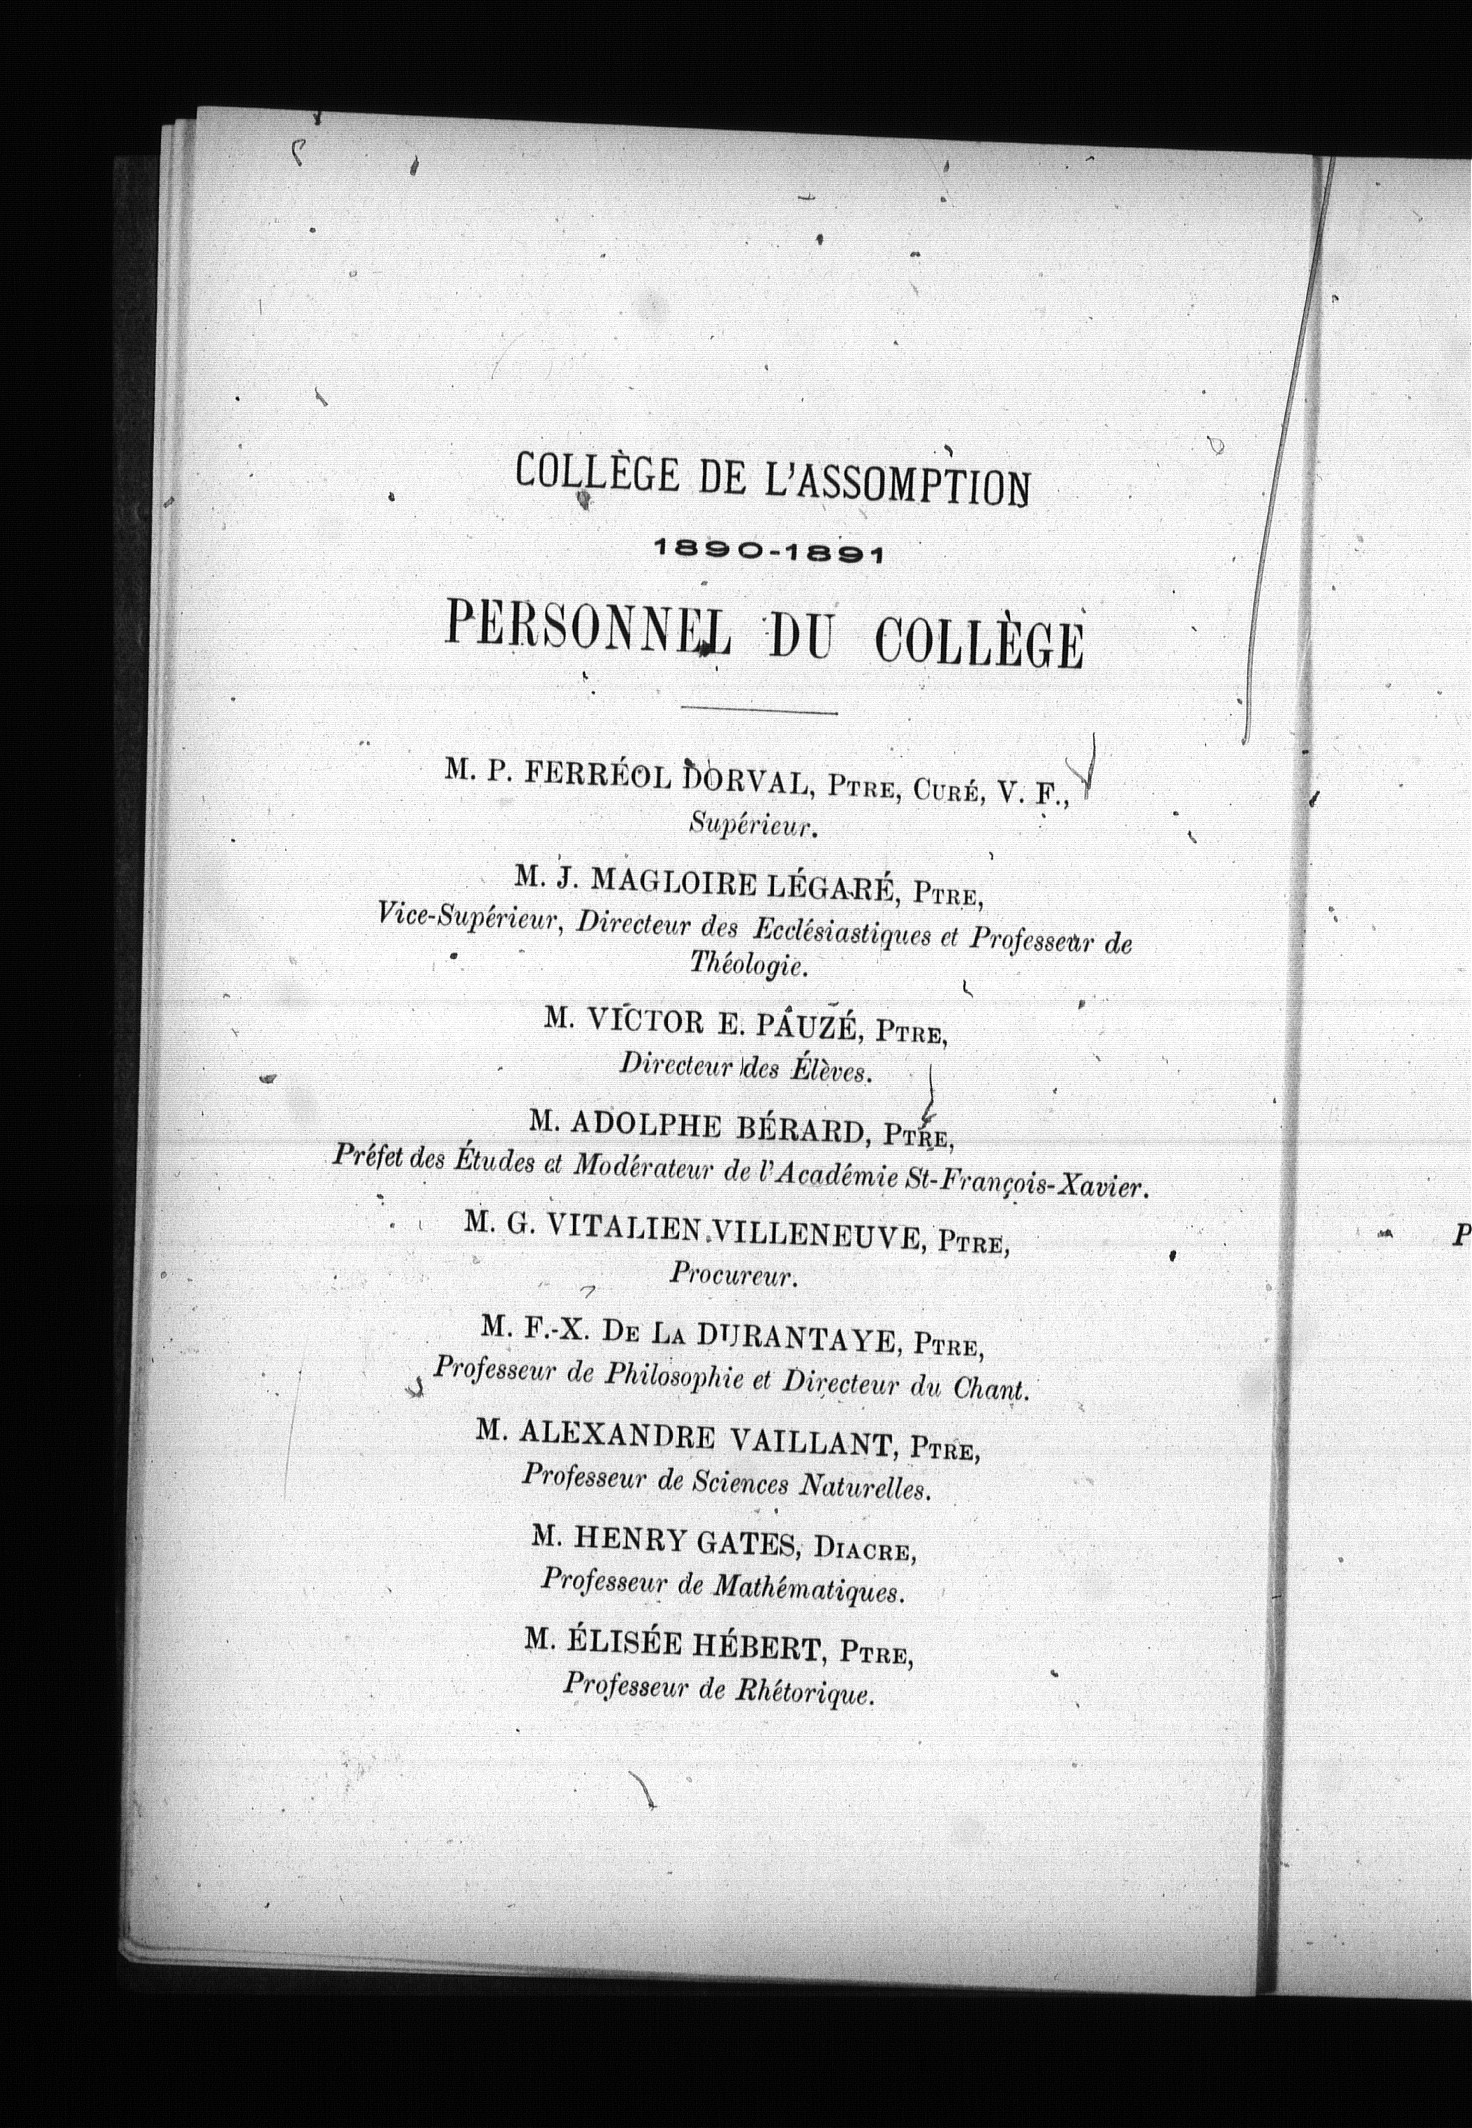 COLLÈGE DE L'ASSOMPTION
1890-1891
PERSONNEL DU COLLÈGE
M. P. FERRÉOL DORVAL, PTRE, CURÉ, V. F.,
Supérieur.
M. J. MAGLOIRE LÉGARÉ, PTRE,
Vice-Supérieur, Directeur des Ecclésiastiques et Professeur de
Théologie.
M. VICTOR E. PAUZÉ, PTRE,
Directeur des Élèves.
M. ADOLPHE BÉRARD, PTRE,
Préfet des Études et Modérateur de l'Académie St-François-Xavier.
M. G. VITALIEN VILLENEUVE, PTRE,
Procureur.
M. F.-X. DE LA DURANTAYE, PTRE,
Professeur de Philosophie et Directeur du Chant.
M. ALEXANDRE VAILLANT, PTRE,
Professeur de Sciences Naturelles.
M. HENRY GATES, DIACRE,
Professeur de Mathématiques.
M. ÉLISÉE HÉBERT, PTRE,
Professeur de Rhétorique.
P